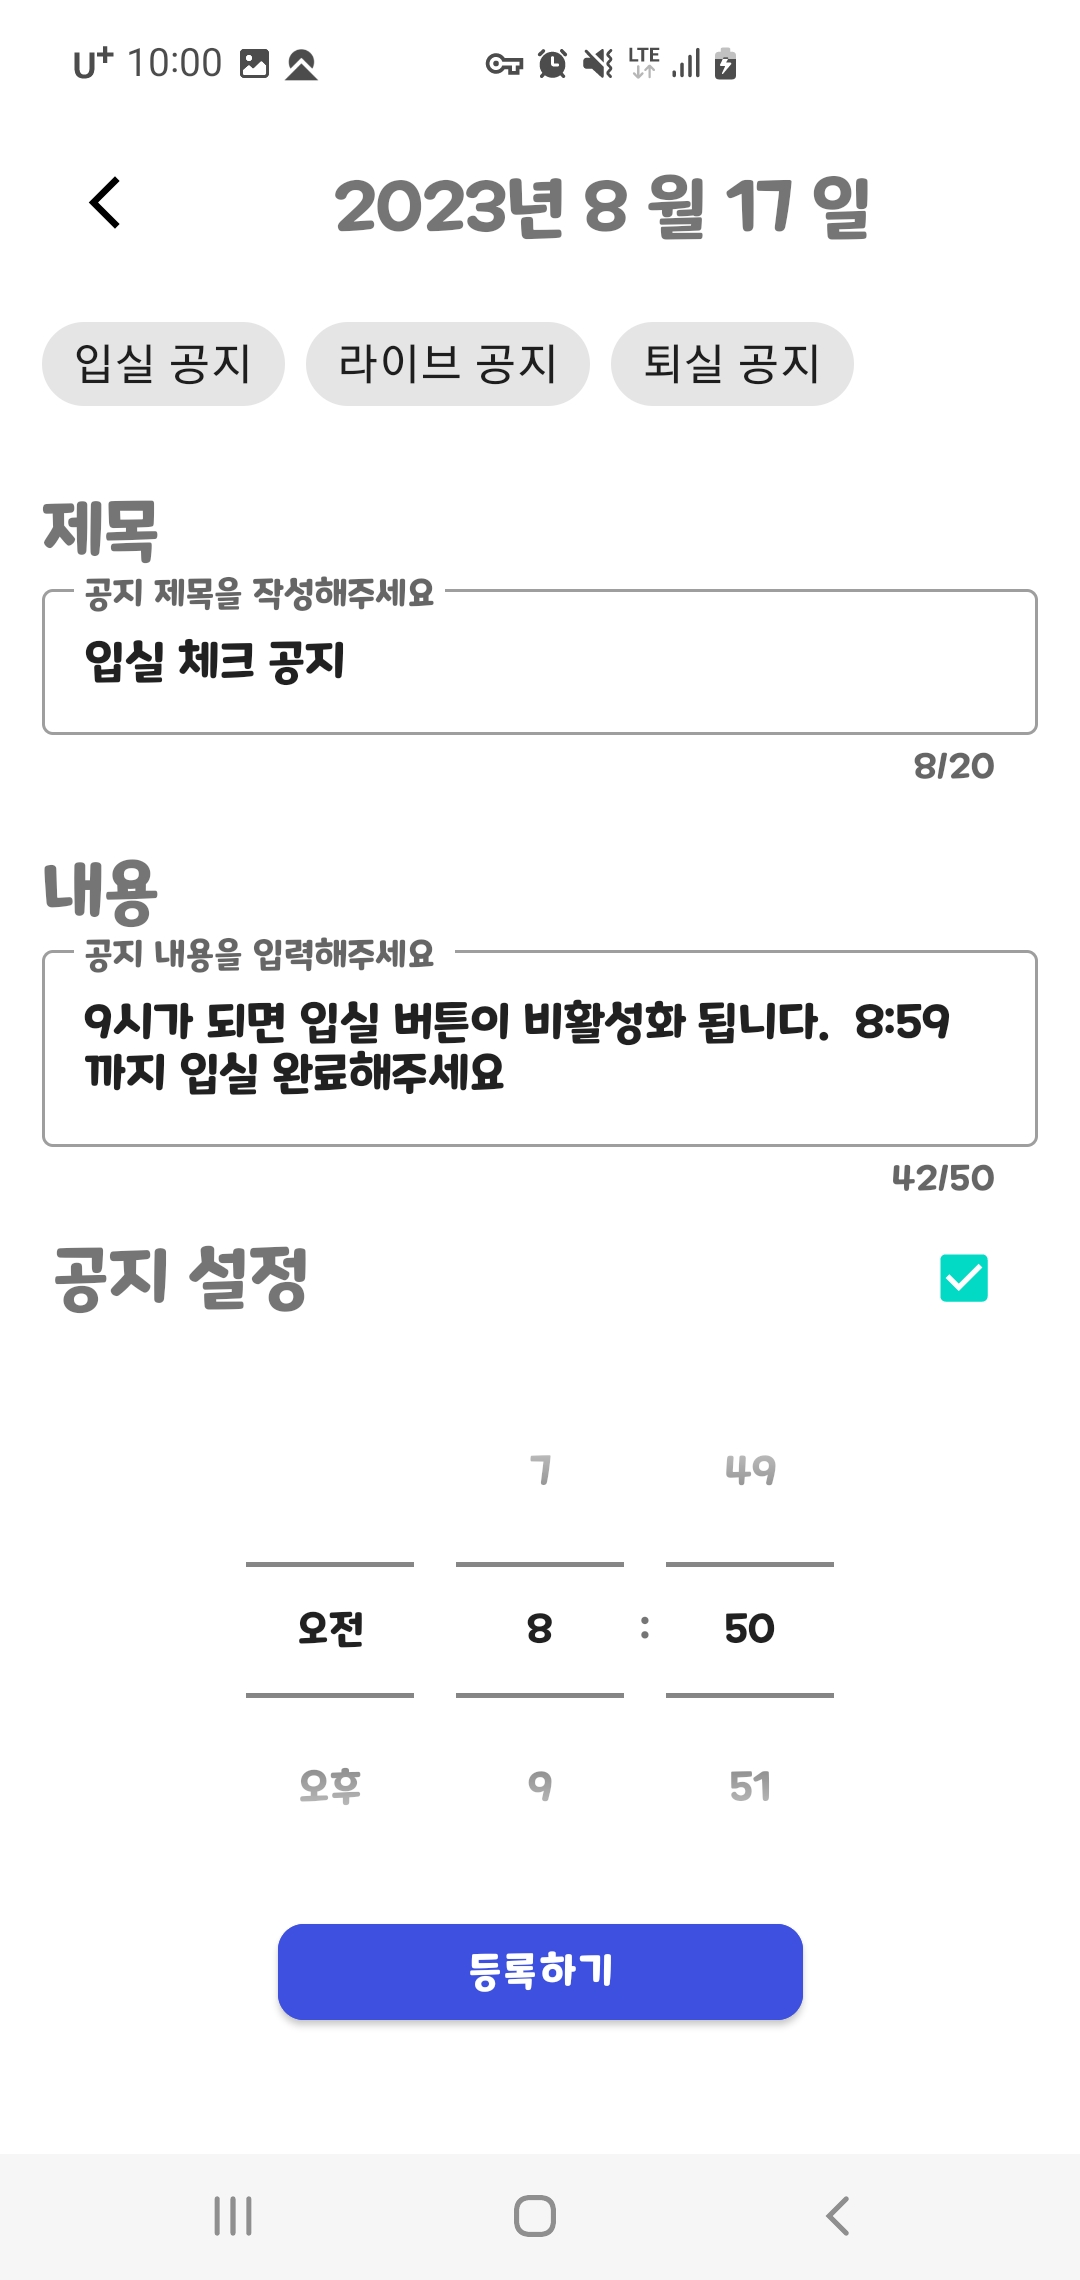 U+ 10:00 LTE
2023년 8 월 17 일
입실 공지 라이브 공지 퇴실 공지
제목
공지 제목을 작성해주세요
입실 체크 공지
8/20
내용
공지 내용을 입력해주세요
9시가 되면 입실 버튼이 비활성화 됩니다.  8:59
까지 입실 완료해주세요
42/50
공지 설정
7 49
오전 8 : 50
오후 9 51
등록하기